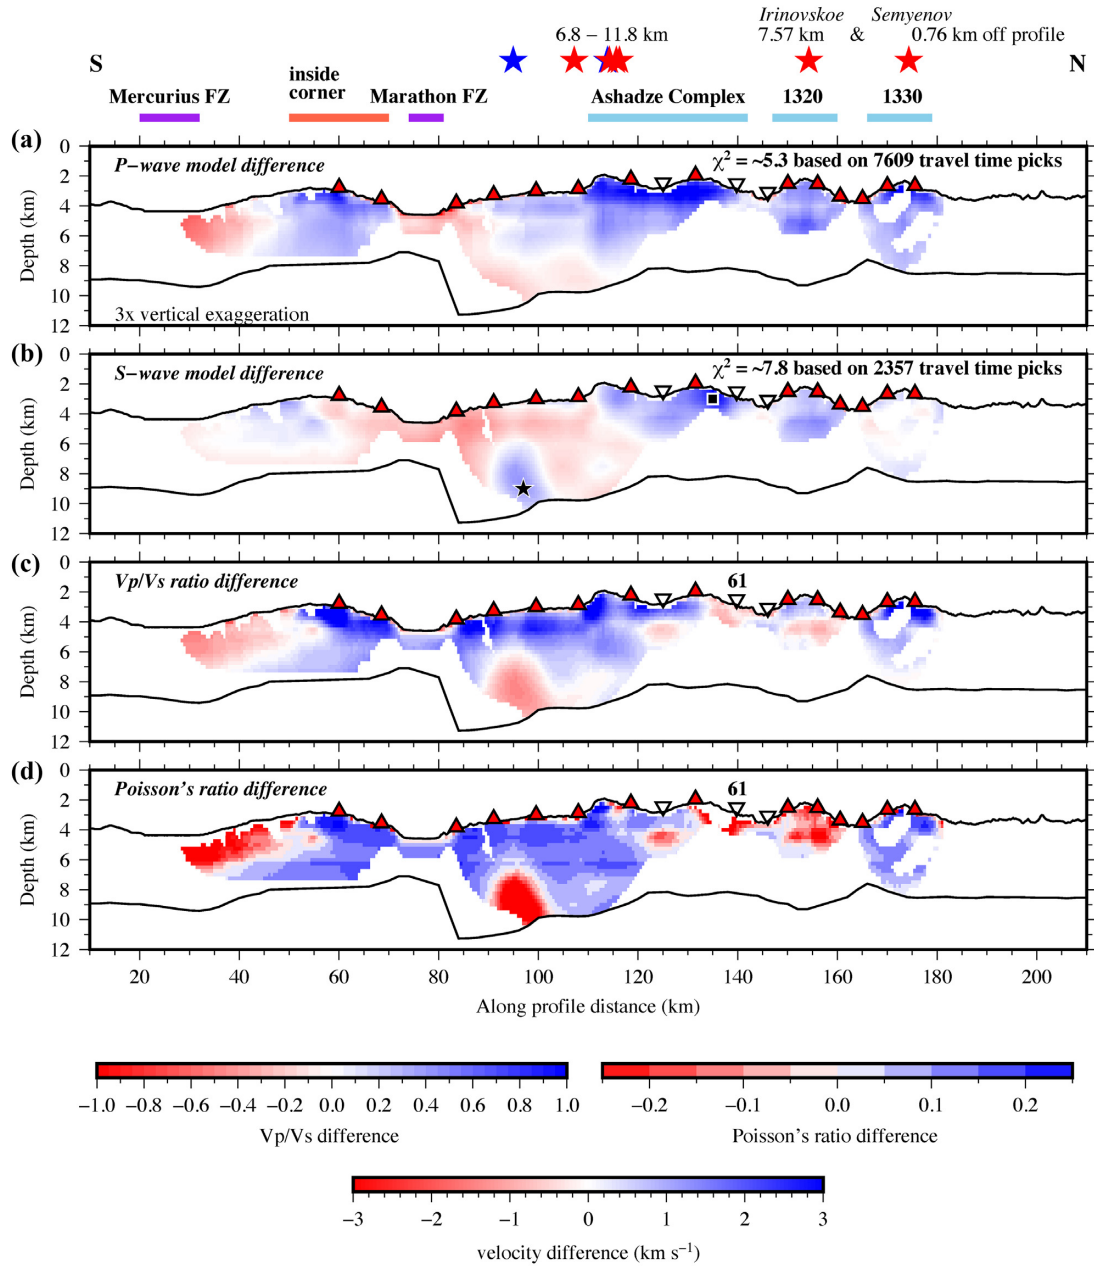 Irinovskoe Semyenov
6.8 – 11.8 km 7.57 km & 0.76 km off profile
S N
inside
corner
Mercurius FZ Marathon FZ Ashadze Complex 1320 1330
(a)
P−wave model difference χ² = ~5.3 based on 7609 travel time picks
0
2
4
6
8
10
12
Depth (km)
3x vertical exaggeration
(b)
S−wave model difference χ² = ~7.8 based on 2357 travel time picks
0
2
4
6
8
10
12
Depth (km)
(c)
Vp/Vs ratio difference 61
0
2
4
6
8
10
12
Depth (km)
(d)
Poisson's ratio difference 61
0
2
4
6
8
10
12
Depth (km)
20 40 60 80 100 120 140 160 180 200
Along profile distance (km)
−1.0 −0.8 −0.6 −0.4 −0.2 0.0 0.2 0.4 0.6 0.8 1.0
Vp/Vs difference
−0.2 −0.1 0.0 0.1 0.2
Poisson's ratio difference
−3 −2 −1 0 1 2 3
velocity difference (km s⁻¹)